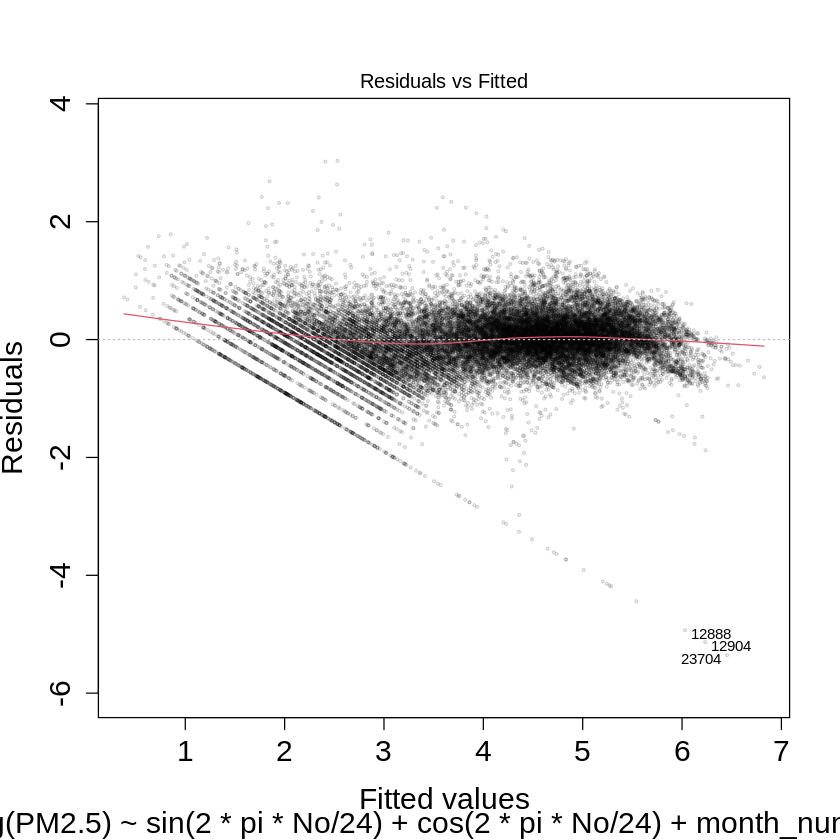 Residuals vs Fitted
4
2
0
-2
-4
-6
Residuals
12888
12904
23704
1 2 3 4 5 6 7
Fitted values
g(PM2.5) ~ sin(2 * pi * No/24) + cos(2 * pi * No/24) + month_nur